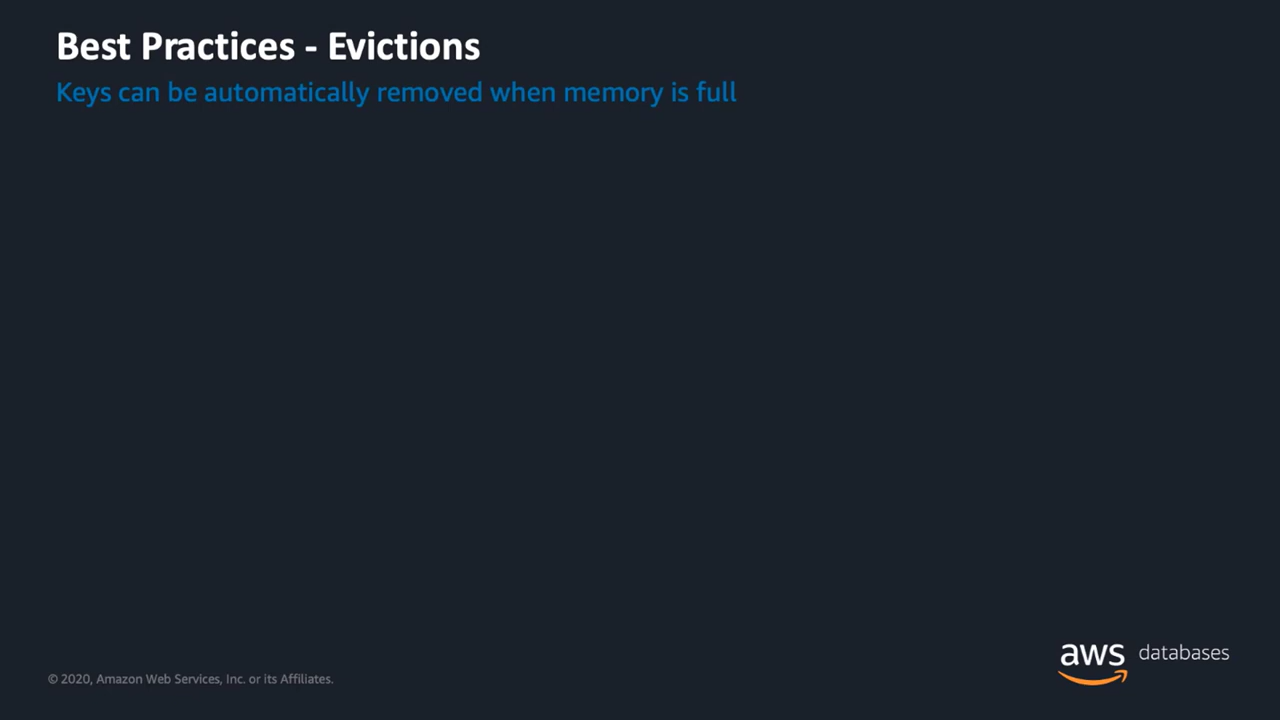 Best Practices - Evictions
Keys can be automatically removed when memory is full
aws databases
© 2020, Amazon Web Services, Inc. or its Affiliates.